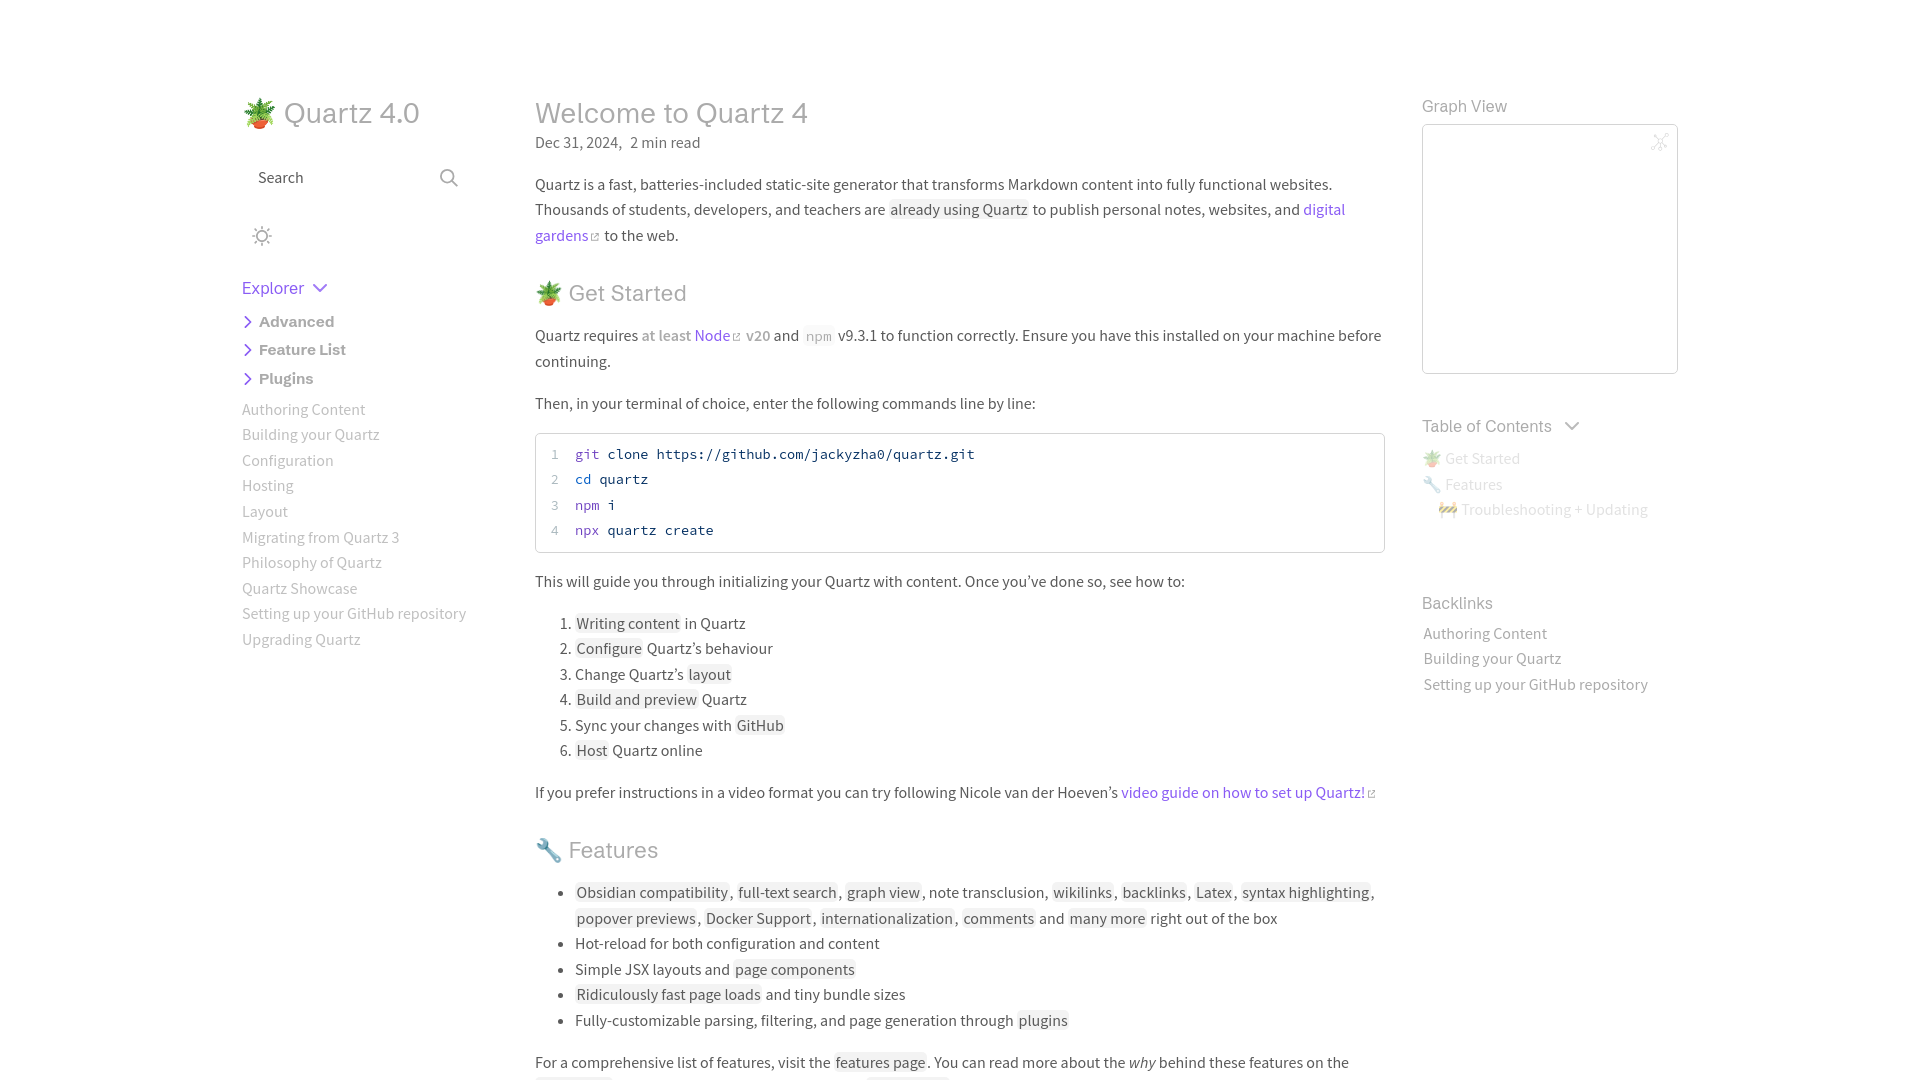 Quartz 4.0
Search
Explorer
Advanced
Feature List
Plugins
Authoring Content
Building your Quartz
Configuration
Hosting
Layout
Migrating from Quartz 3
Philosophy of Quartz
Quartz Showcase
Setting up your GitHub repository
Upgrading Quartz
Welcome to Quartz 4
Dec 31, 2024, 2 min read
Quartz is a fast, batteries-included static-site generator that transforms Markdown content into fully functional websites.
Thousands of students, developers, and teachers are already using Quartz to publish personal notes, websites, and digital
gardens to the web.
🪴 Get Started
Quartz requires at least Node v20 and npm v9.3.1 to function correctly. Ensure you have this installed on your machine before
continuing.
Then, in your terminal of choice, enter the following commands line by line:
1 git clone https://github.com/jackyzha0/quartz.git
2 cd quartz
3 npm i
4 npx quartz create
This will guide you through initializing your Quartz with content. Once you’ve done so, see how to:
1. Writing content in Quartz
2. Configure Quartz’s behaviour
3. Change Quartz’s layout
4. Build and preview Quartz
5. Sync your changes with GitHub
6. Host Quartz online
If you prefer instructions in a video format you can try following Nicole van der Hoeven’s video guide on how to set up Quartz!
🔧 Features
• Obsidian compatibility, full-text search, graph view, note transclusion, wikilinks, backlinks, Latex, syntax highlighting,
popover previews, Docker Support, internationalization, comments and many more right out of the box
• Hot-reload for both configuration and content
• Simple JSX layouts and page components
• Ridiculously fast page loads and tiny bundle sizes
• Fully-customizable parsing, filtering, and page generation through plugins
For a comprehensive list of features, visit the features page. You can read more about the why behind these features on the
Graph View
Table of Contents
🪴 Get Started
🔧 Features
🚧 Troubleshooting + Updating
Backlinks
Authoring Content
Building your Quartz
Setting up your GitHub repository